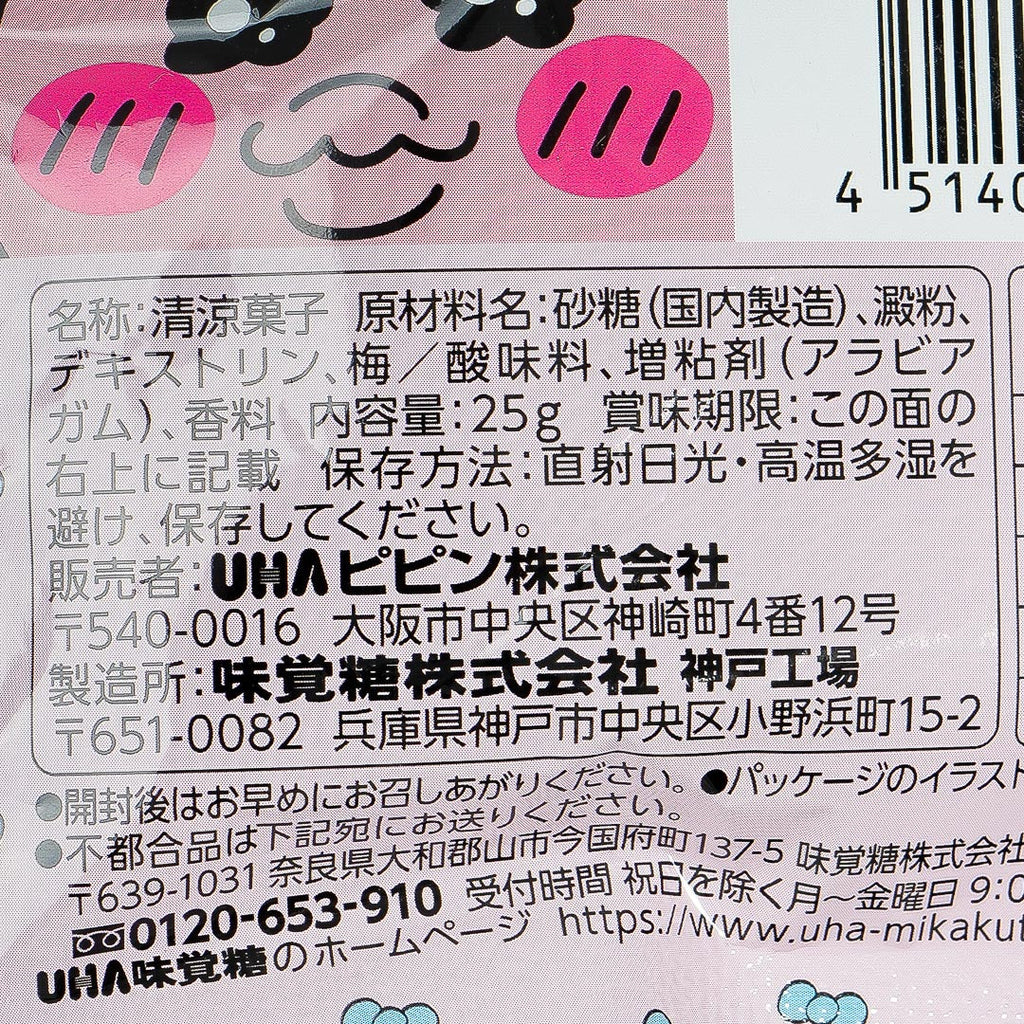 4 5140
名称：清涼菓子 原材料名：砂糖（国内製造）、澱粉、
デキストリン、梅／酸味料、増粘剤（アラビア
ガム）、香料 内容量：25g 賞味期限：この面の
右上に記載 保存方法：直射日光・高温多湿を
避け、保存してください。
販売者：UHAピピン株式会社
〒540-0016 大阪市中央区神崎町4番12号
製造所：味覚糖株式会社 神戸工場
〒651-0082 兵庫県神戸市中央区小野浜町15-2
●開封後はお早めにお召しあがりください。●パッケージのイラスト
●不都合品は下記宛にお送りください。
〒639-1031 奈良県大和郡山市今国府町137-5 味覚糖株式会社
0120-653-910 受付時間 祝日を除く月～金曜日 9:0
UHA味覚糖のホームページ https://www.uha-mikakut